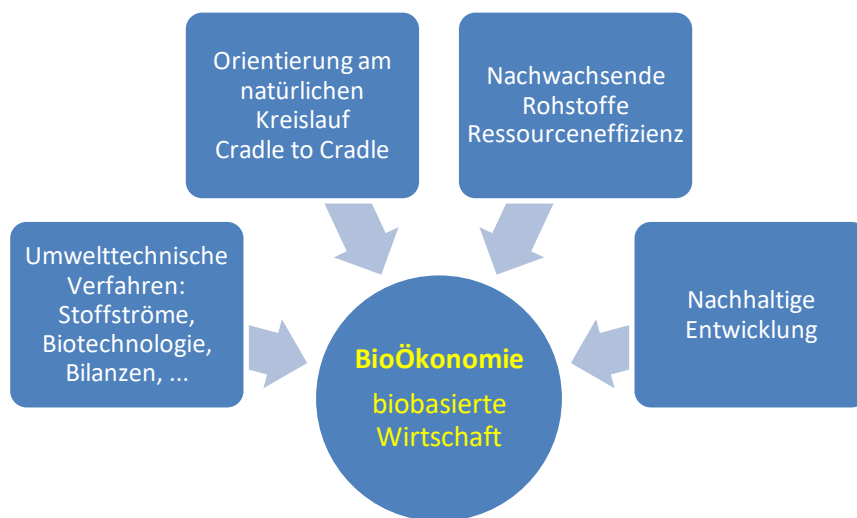 Orientierung am
natürlichen
Kreislauf
Cradle to Cradle
Nachwachsende
Rohstoffe
Ressourceneffizienz
Umwelttechnische
Verfahren:
Stoffströme,
Biotechnologie,
Bilanzen, ...
Nachhaltige
Entwicklung
BioÖkonomie
biobasierte
Wirtschaft